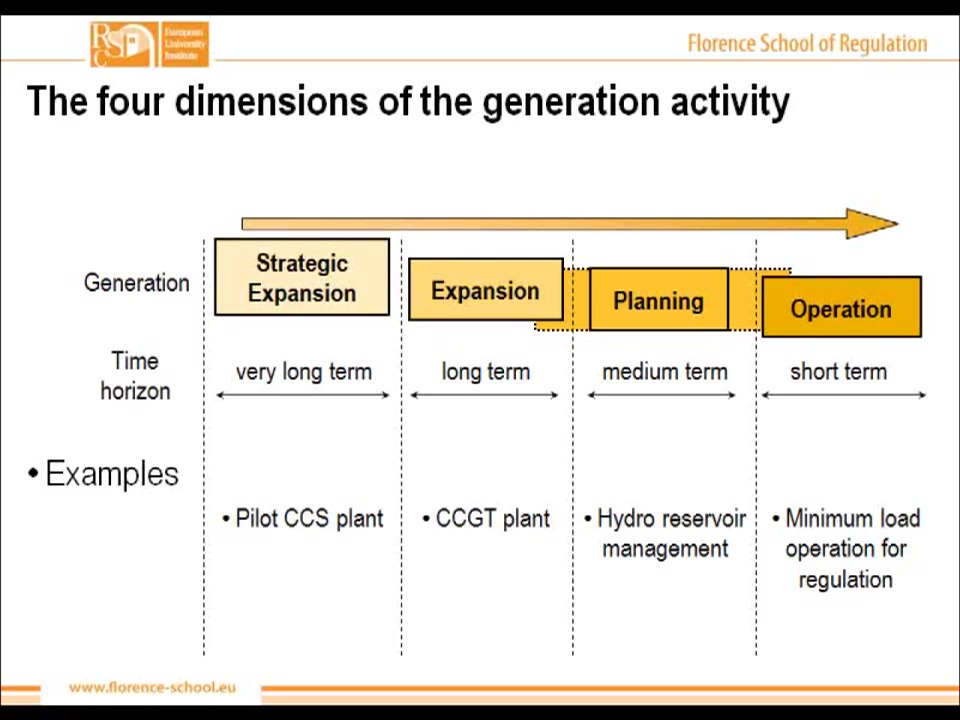 RSC
European
University
Institute
Florence School of Regulation
The four dimensions of the generation activity
Generation
Strategic
Expansion
Expansion
Planning
Operation
Time
horizon
very long term
long term
medium term
short term
• Examples
• Pilot CCS plant
• CCGT plant
• Hydro reservoir
management
• Minimum load
operation for
regulation
www.florence-school.eu